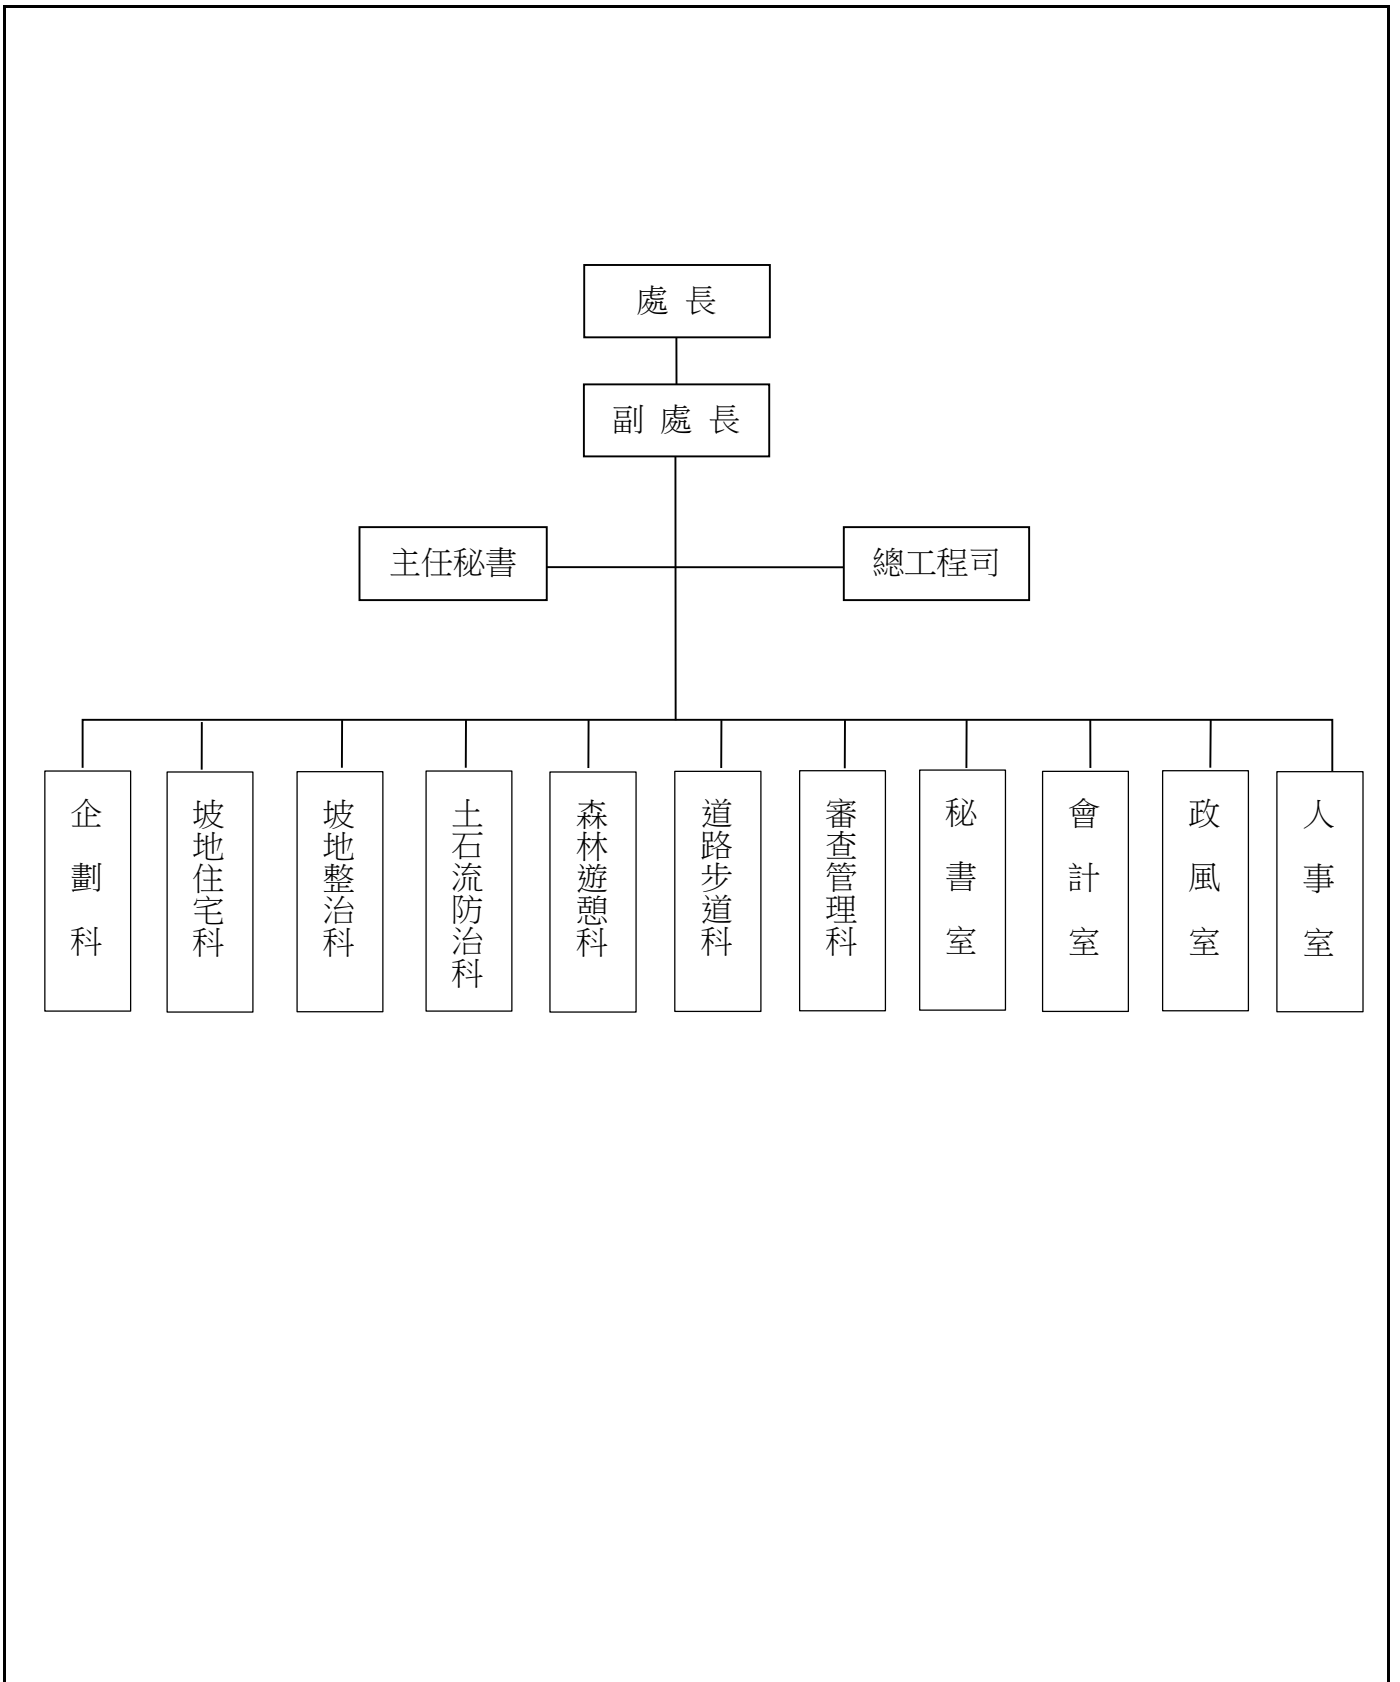 處 長
副 處 長
主任秘書
總工程司
企劃科
坡地住宅科
坡地整治科
土石流防治科
森林遊憩科
道路步道科
審查管理科
秘書室
會計室
政風室
人事室